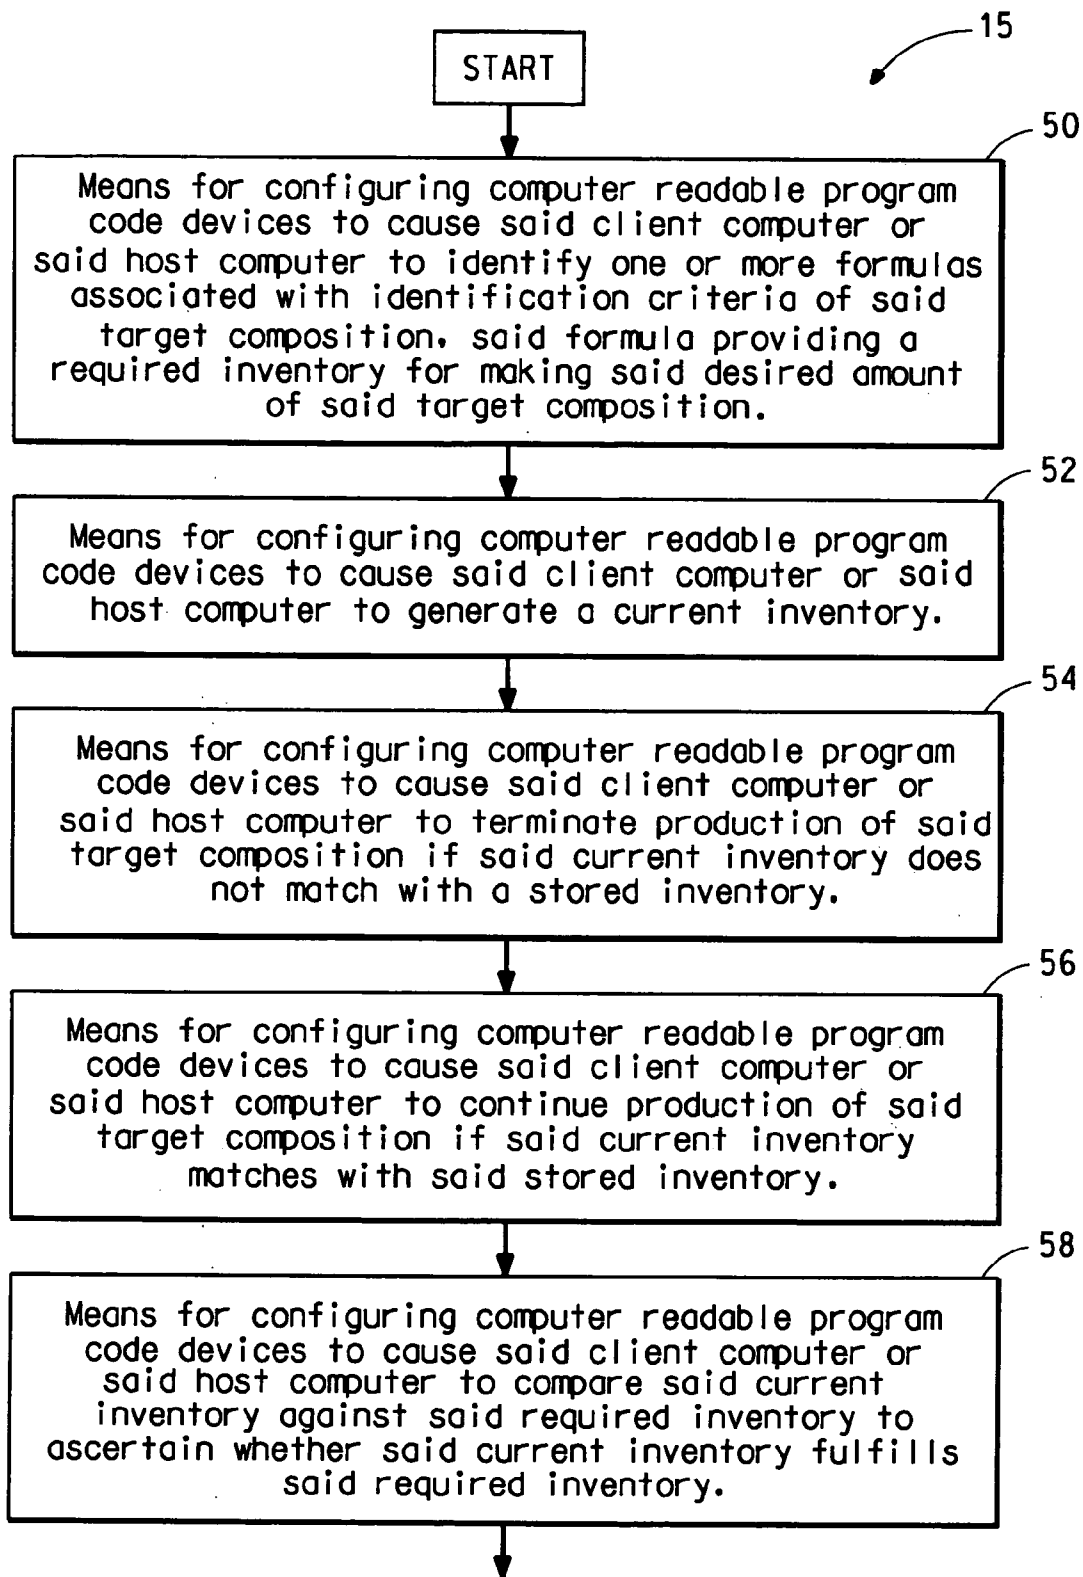 15
START
50
Means for configuring computer readable program
code devices to cause said client computer or
said host computer to identify one or more formulas
associated with identification criteria of said
target composition, said formula providing a
required inventory for making said desired amount
of said target composition.
52
Means for configuring computer readable program
code devices to cause said client computer or said
host computer to generate a current inventory.
54
Means for configuring computer readable program
code devices to cause said client computer or
said host computer to terminate production of said
target composition if said current inventory does
not match with a stored inventory.
56
Means for configuring computer readable program
code devices to cause said client computer or
said host computer to continue production of said
target composition if said current inventory
matches with said stored inventory.
58
Means for configuring computer readable program
code devices to cause said client computer or
said host computer to compare said current
inventory against said required inventory to
ascertain whether said current inventory fulfills
said required inventory.